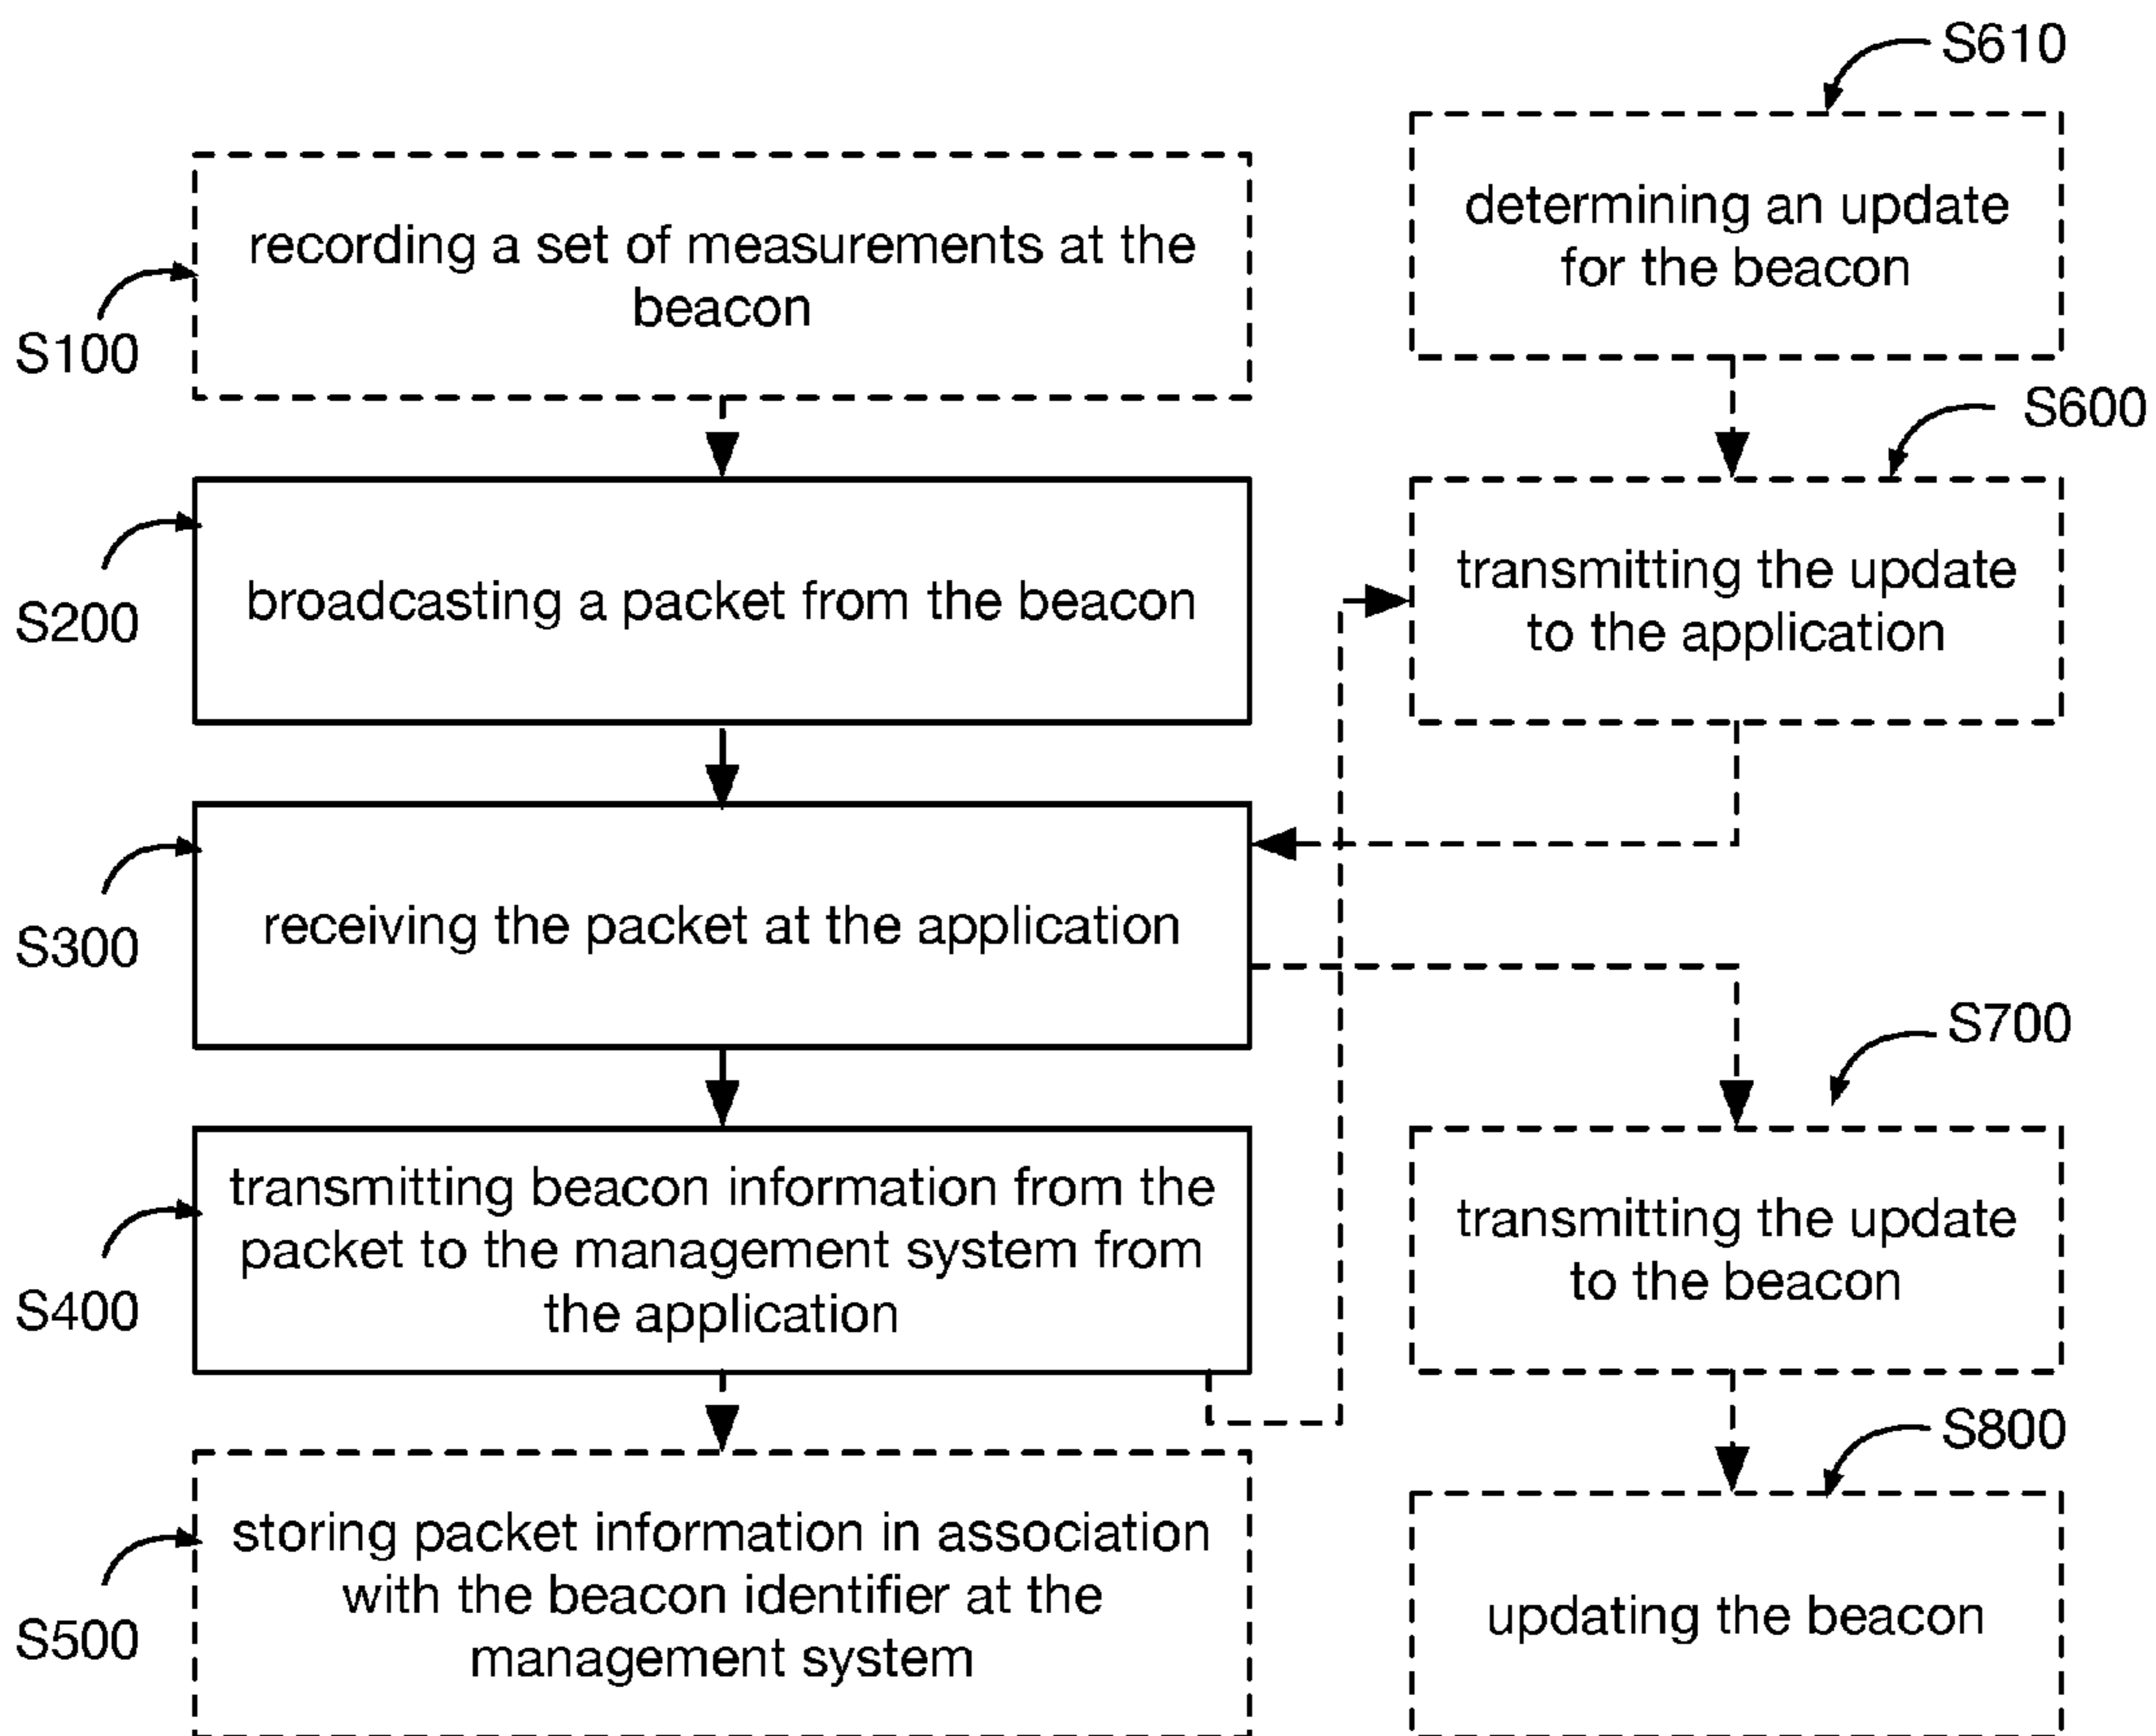 S610
determining an update
for the beacon
recording a set of measurements at the
beacon
S100
S600
transmitting the update
to the application
broadcasting a packet from the beacon
S200
receiving the packet at the application
S300
S700
transmitting beacon information from the
packet to the management system from
the application
S400
transmitting the update
to the beacon
S800
storing packet information in association
with the beacon identifier at the
management system
S500
updating the beacon